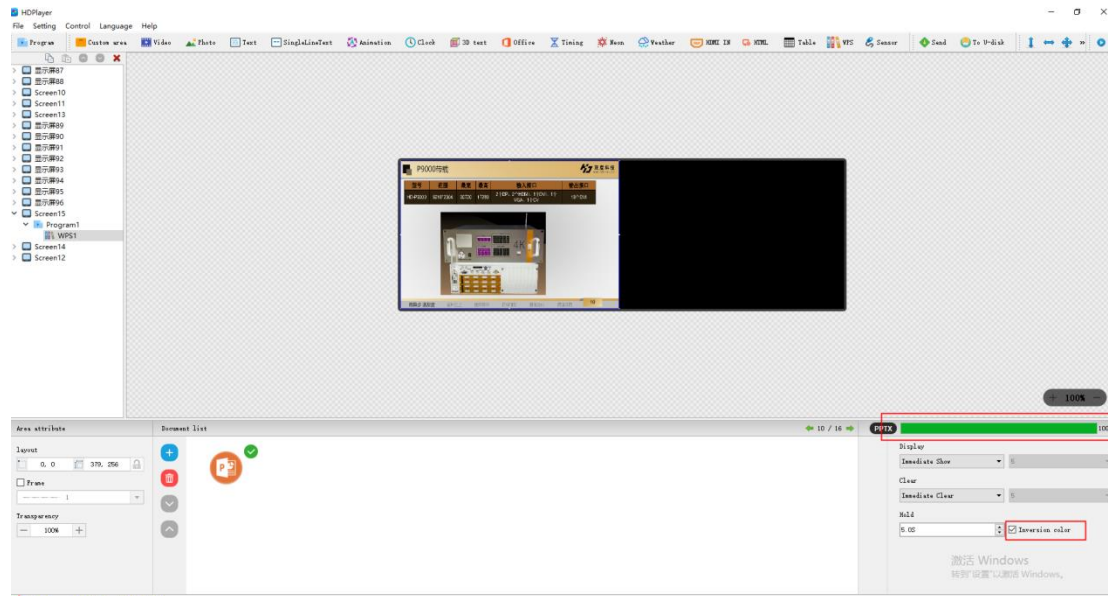 HDPlayer
File Setting Control Language Help
Program Custom area Video Photo Text SingleLineText Animation Clock 3D text Office Timing Neon Weather HDMI IN HTML Table WPS Sensor Send To U-disk »
显示屏87
显示屏88
Screen10
Screen11
Screen13
显示屏89
显示屏90
显示屏91
显示屏92
显示屏93
显示屏94
显示屏95
显示屏96
Screen15
Program1
WPS1
Screen14
Screen12
P9000
4K
+ 100% −
Area attribute
Document list
10 / 16
PPTX
100
layout
0, 0 379, 256
Frame
1
Transparency
− 100% +
P
Display
Immediate Show 5
Clear
Immediate Clear 5
Hold
5.0S Inversion color
激活 Windows
转到"设置"以激活 Windows。